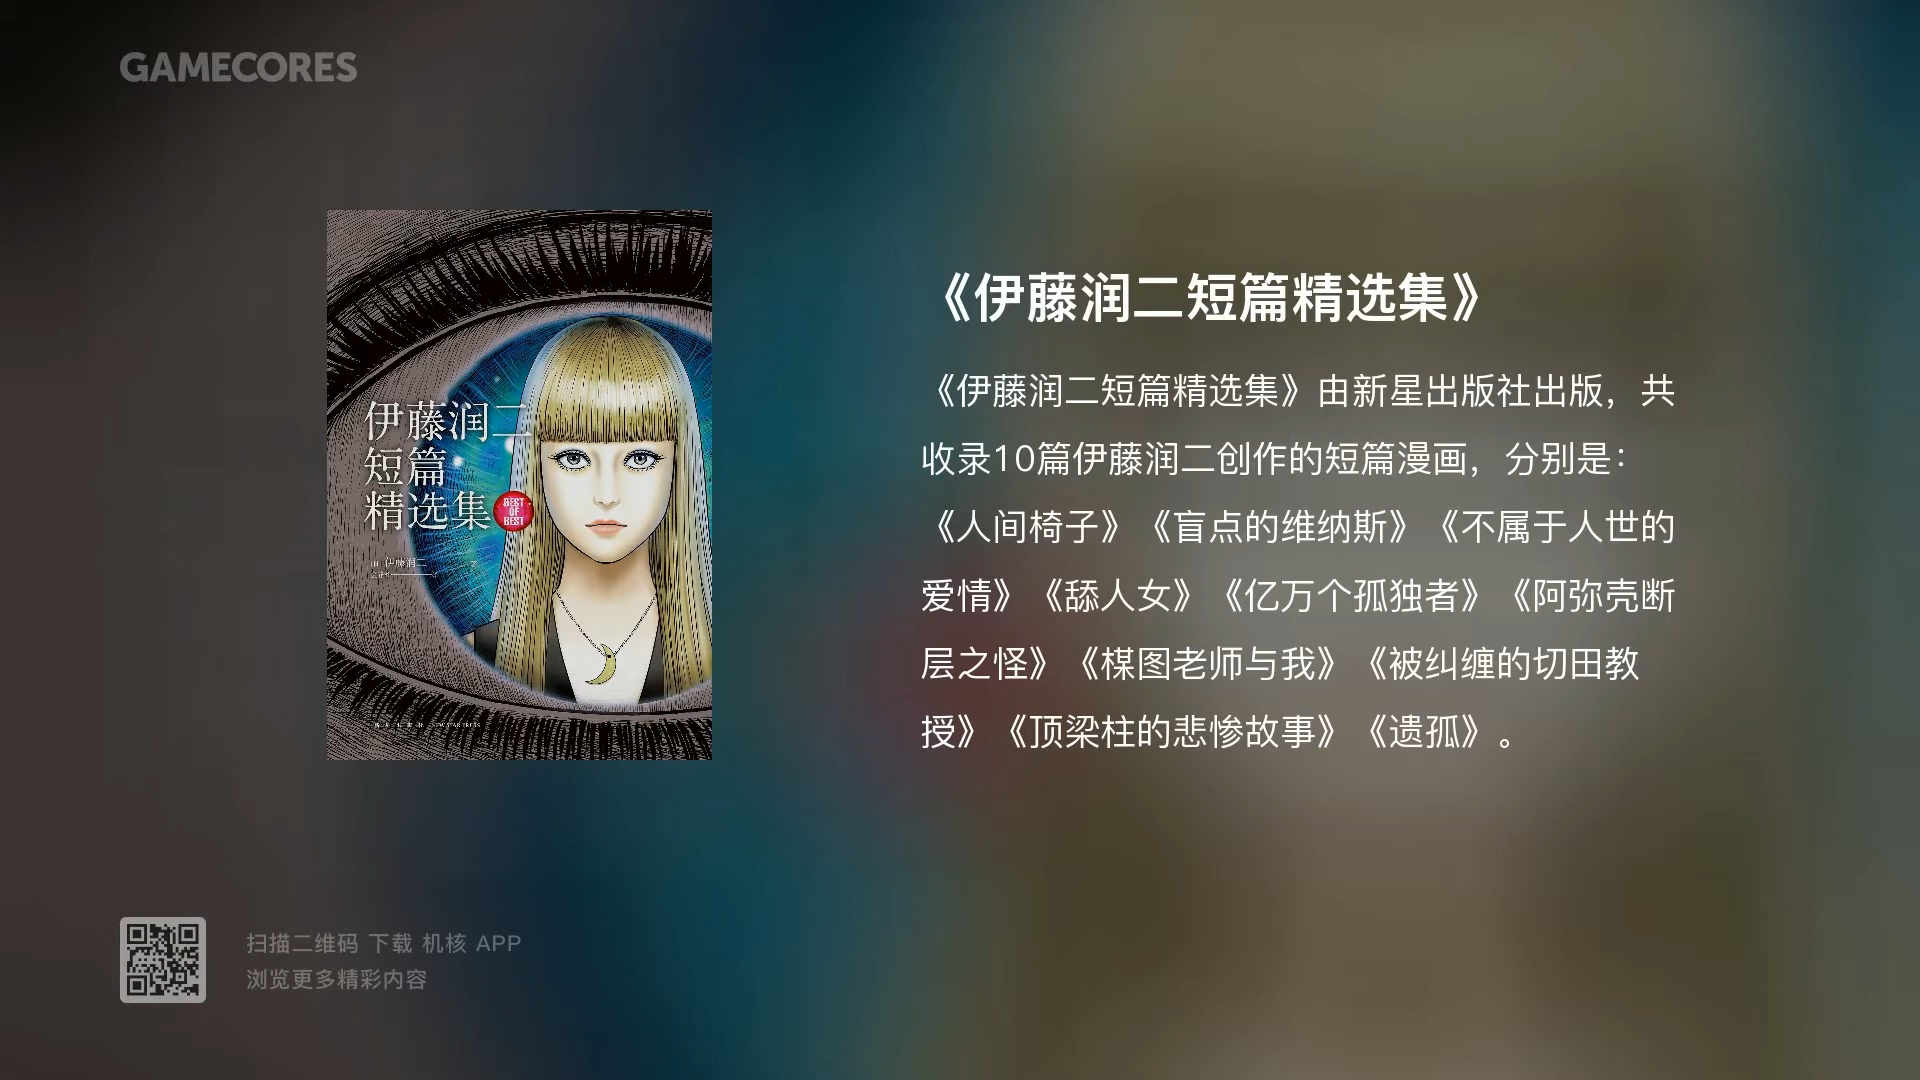 GAMECORES
伊藤润二
短篇
精选集
BEST
OF
BEST
伊藤润二
《伊藤润二短篇精选集》
《伊藤润二短篇精选集》由新星出版社出版，共
收录10篇伊藤润二创作的短篇漫画，分别是：
《人间椅子》《盲点的维纳斯》《不属于人世的
爱情》《舔人女》《亿万个孤独者》《阿弥壳断
层之怪》《楳图老师与我》《被纠缠的切田教
授》《顶梁柱的悲惨故事》《遗孤》。
扫描二维码 下载 机核 APP
浏览更多精彩内容